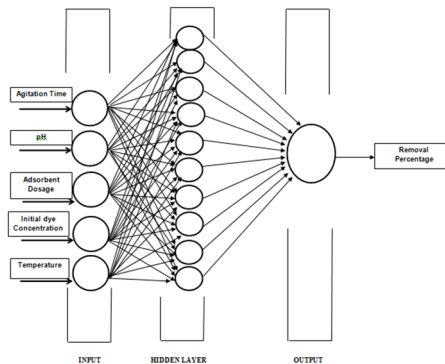 Agitation Time
pH
Adsorbent
Dosage
Initial dye
Concentration
Temperature
Removal
Percentage
INPUT
HIDDEN LAYER
OUTPUT